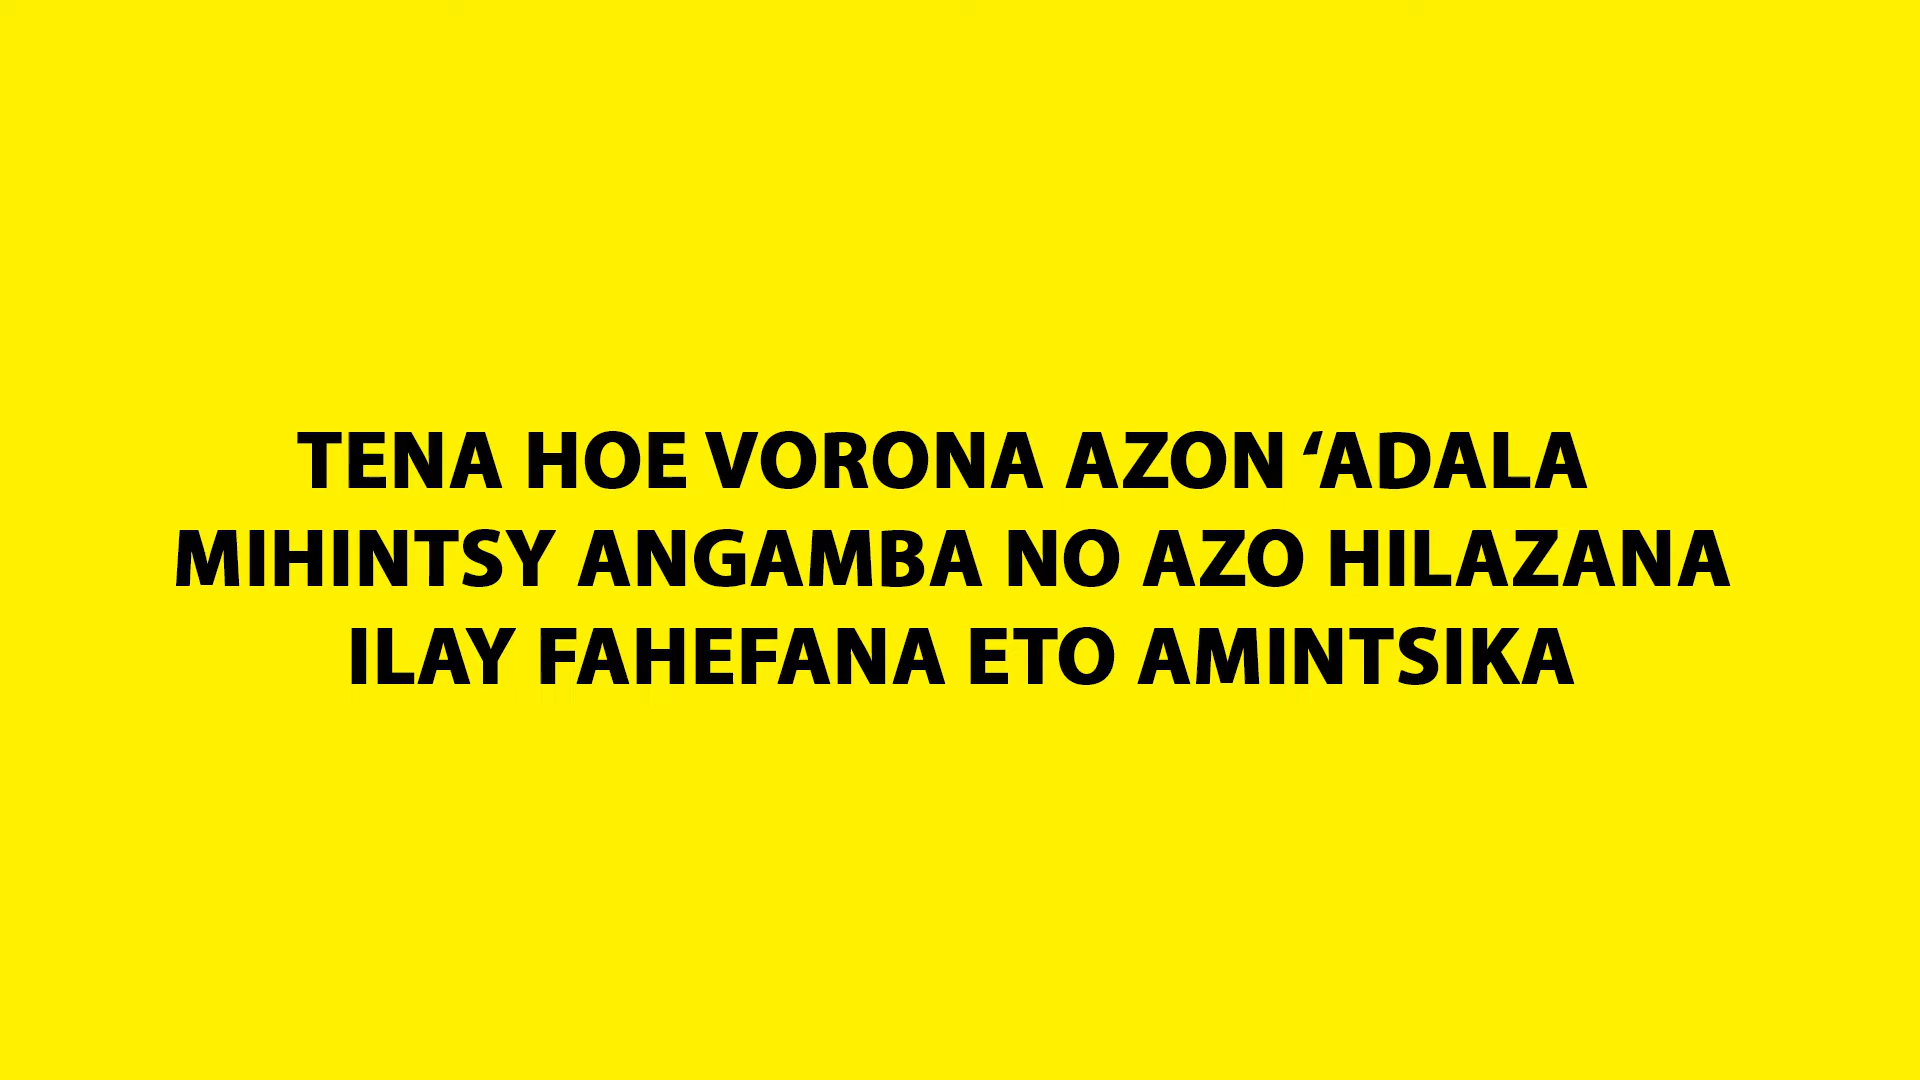 TENA HOE VORONA AZON ‘ADALA
MIHINTSY ANGAMBA NO AZO HILAZANA
ILAY FAHEFANA ETO AMINTSIKA